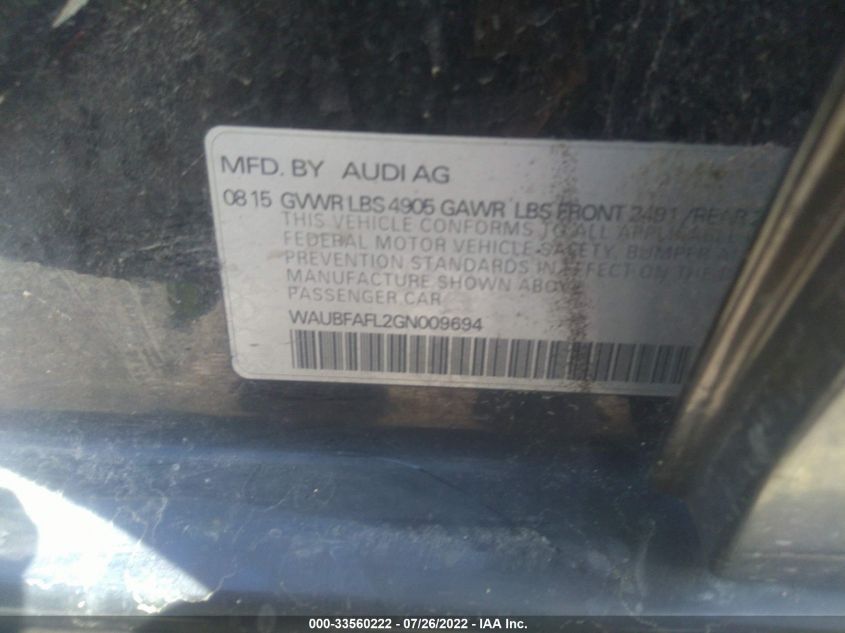 MFD. BY AUDI AG
08 15 GVWR LBS 4905 GAWR LBS FRONT 2491 /REAR
THIS VEHICLE CONFORMS TO ALL APPLICABLE
FEDERAL MOTOR VEHICLE SAFETY, BUMPER
PREVENTION STANDARDS IN EFFECT ON THE
MANUFACTURE SHOWN ABOVE
PASSENGER CAR
WAUBFAFL2GN009694
000-33560222 - 07/26/2022 - IAA Inc.